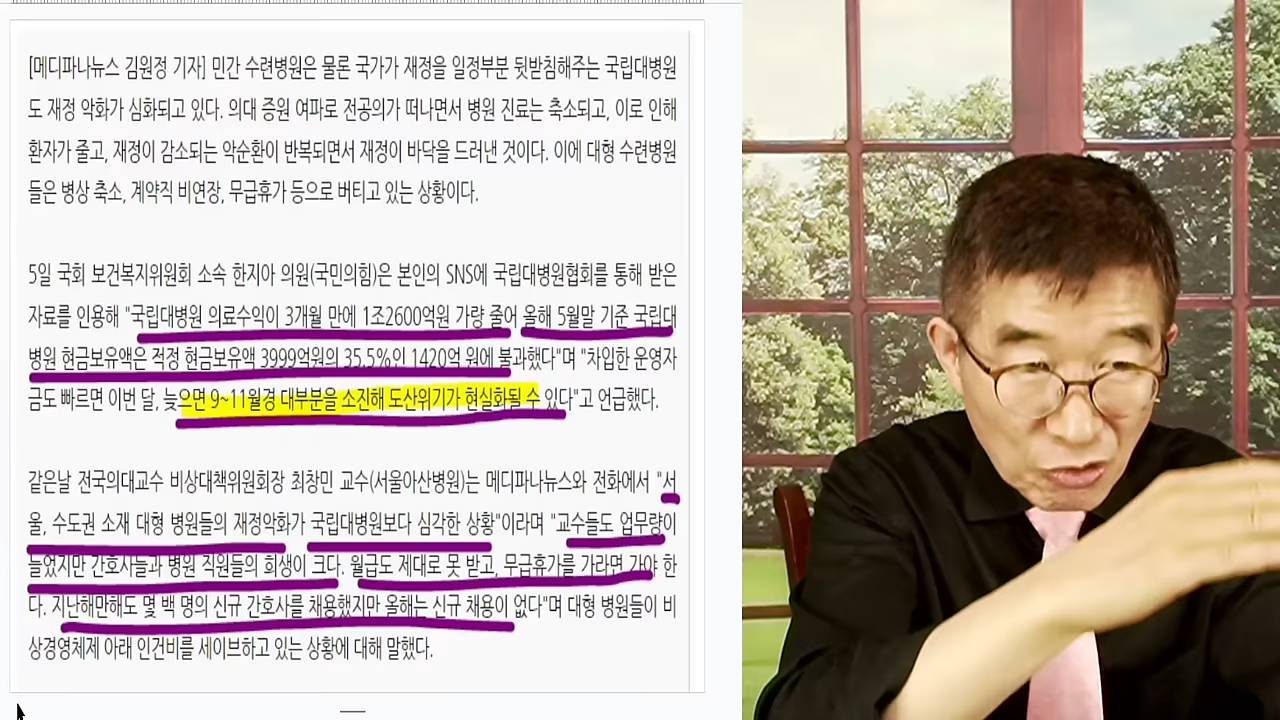 [메디파나뉴스 김원정 기자] 민간 수련병원은 물론 국가가 재정을 일정부분 뒷받침해주는 국립대병원
도 재정 악화가 심화되고 있다. 의대 증원 여파로 전공의가 떠나면서 병원 진료는 축소되고, 이로 인해
환자가 줄고, 재정이 감소되는 악순환이 반복되면서 재정이 바닥을 드러낸 것이다. 이에 대형 수련병원
들은 병상 축소, 계약직 비연장, 무급휴가 등으로 버티고 있는 상황이다.
5일 국회 보건복지위원회 소속 한지아 의원(국민의힘)은 본인의 SNS에 국립대병원협회를 통해 받은
자료를 인용해 "국립대병원 의료수익이 3개월 만에 1조2600억원 가량 줄어 올해 5월말 기준 국립대
병원 현금보유액은 적정 현금보유액 3999억원의 35.5%인 1420억 원에 불과했다"며 "차입한 운영자
금도 빠르면 이번 달, 늦으면 9~11월경 대부분을 소진해 도산위기가 현실화될 수 있다"고 언급했다.
같은날 전국의대교수 비상대책위원회장 최창민 교수(서울아산병원)는 메디파나뉴스와 전화에서 "서
울, 수도권 소재 대형 병원들의 재정악화가 국립대병원보다 심각한 상황"이라며 "교수들도 업무량이
늘었지만 간호사들과 병원 직원들의 희생이 크다. 월급도 제대로 못 받고, 무급휴가를 가라면 가야 한
다. 지난해만해도 몇 백 명의 신규 간호사를 채용했지만 올해는 신규 채용이 없다"며 대형 병원들이 비
상경영체제 아래 인건비를 세이브하고 있는 상황에 대해 말했다.